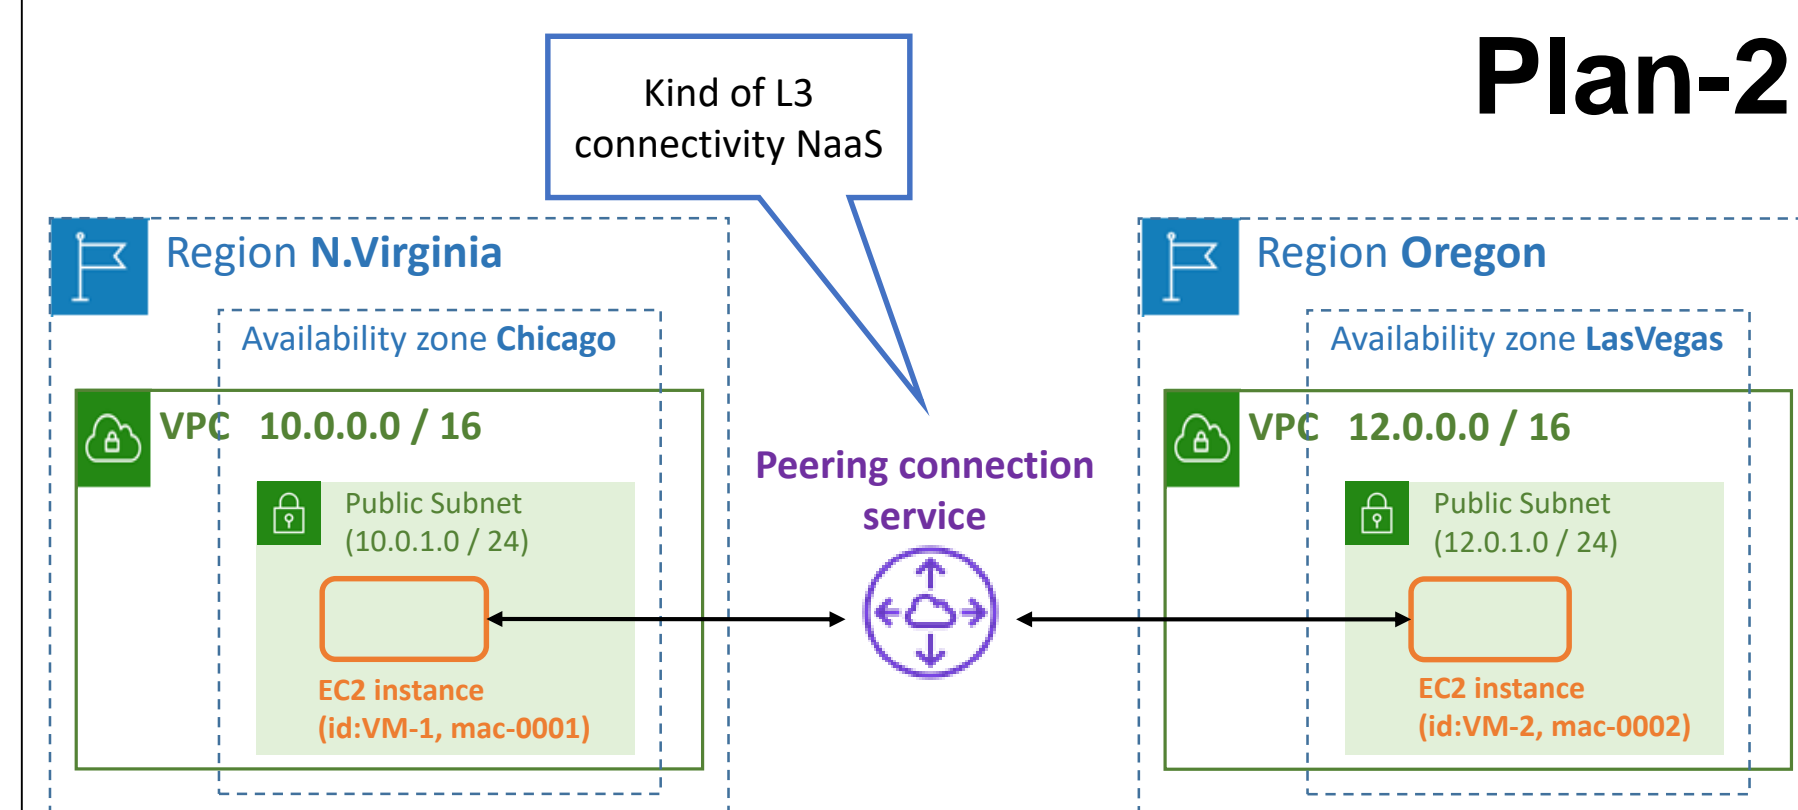 Plan-2
Kind of L3
connectivity NaaS
Region N.Virginia
Availability zone Chicago
VPC 10.0.0.0 / 16
Public Subnet
(10.0.1.0 / 24)
EC2 instance
(id:VM-1, mac-0001)
Peering connection
service
Region Oregon
Availability zone LasVegas
VPC 12.0.0.0 / 16
Public Subnet
(12.0.1.0 / 24)
EC2 instance
(id:VM-2, mac-0002)